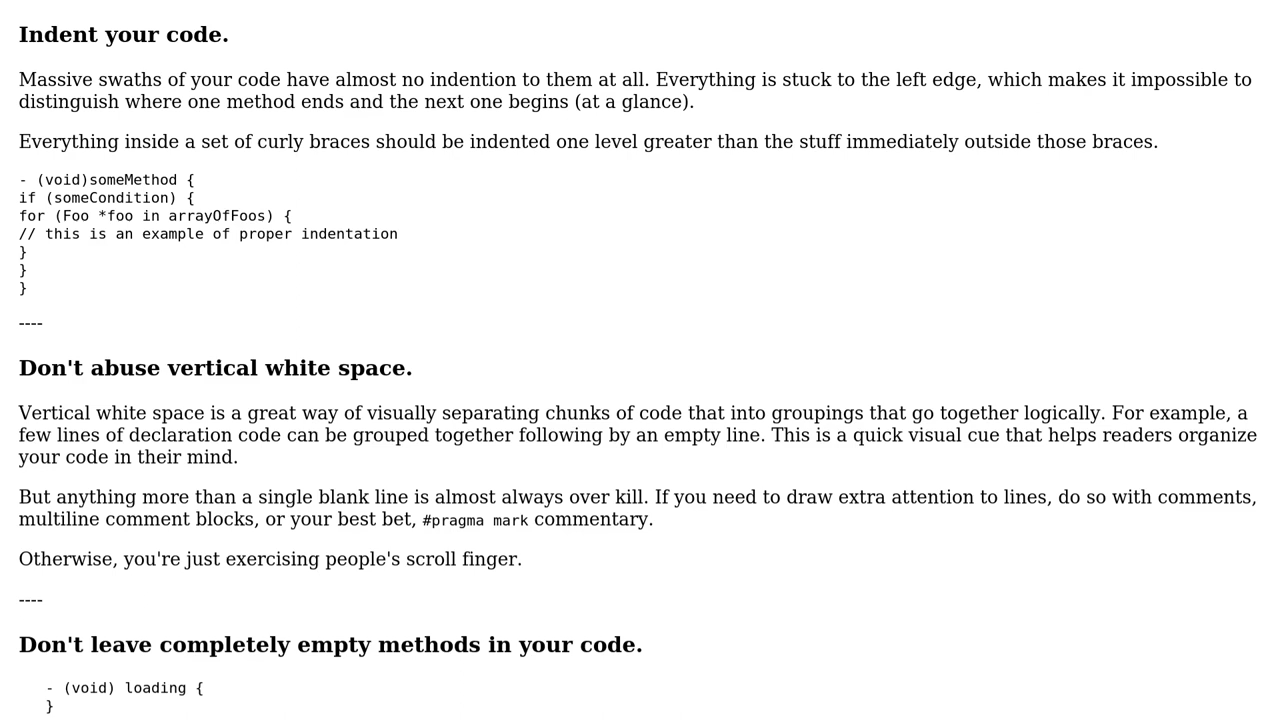 Indent your code.
Massive swaths of your code have almost no indention to them at all. Everything is stuck to the left edge, which makes it impossible to
distinguish where one method ends and the next one begins (at a glance).
Everything inside a set of curly braces should be indented one level greater than the stuff immediately outside those braces.
- (void)someMethod {
if (someCondition) {
for (Foo *foo in arrayOfFoos) {
// this is an example of proper indentation
}
}
}
----
Don't abuse vertical white space.
Vertical white space is a great way of visually separating chunks of code that into groupings that go together logically. For example, a
few lines of declaration code can be grouped together following by an empty line. This is a quick visual cue that helps readers organize
your code in their mind.
But anything more than a single blank line is almost always over kill. If you need to draw extra attention to lines, do so with comments,
multiline comment blocks, or your best bet, #pragma mark commentary.
Otherwise, you're just exercising people's scroll finger.
----
Don't leave completely empty methods in your code.
- (void) loading {
}